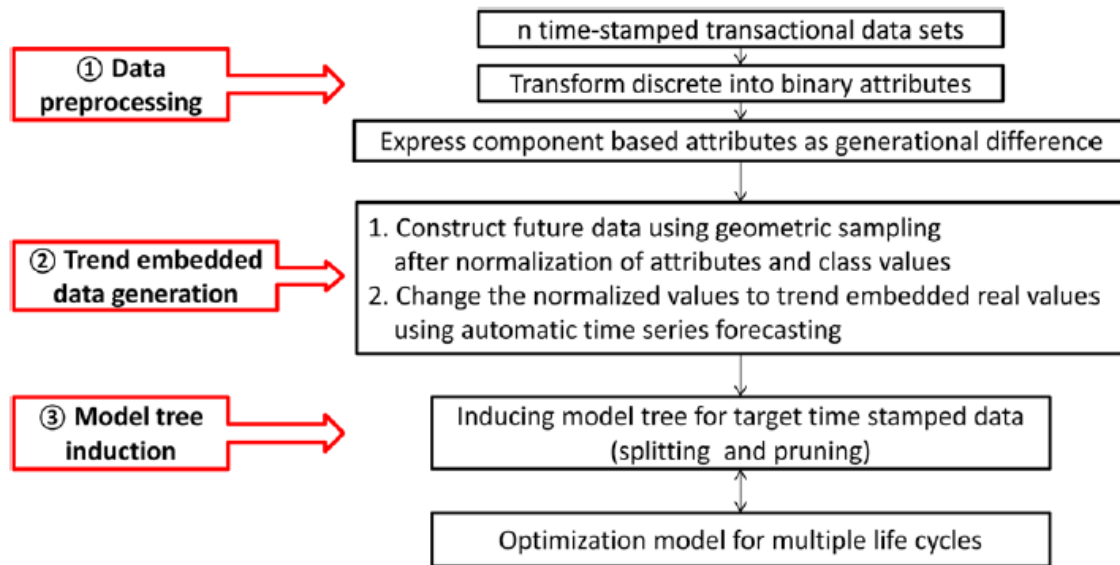 n time-stamped transactional data sets
① Data
preprocessing
Transform discrete into binary attributes
Express component based attributes as generational difference
② Trend embedded
data generation
1. Construct future data using geometric sampling
after normalization of attributes and class values
2. Change the normalized values to trend embedded real values
using automatic time series forecasting
③ Model tree
induction
Inducing model tree for target time stamped data
(splitting and pruning)
Optimization model for multiple life cycles